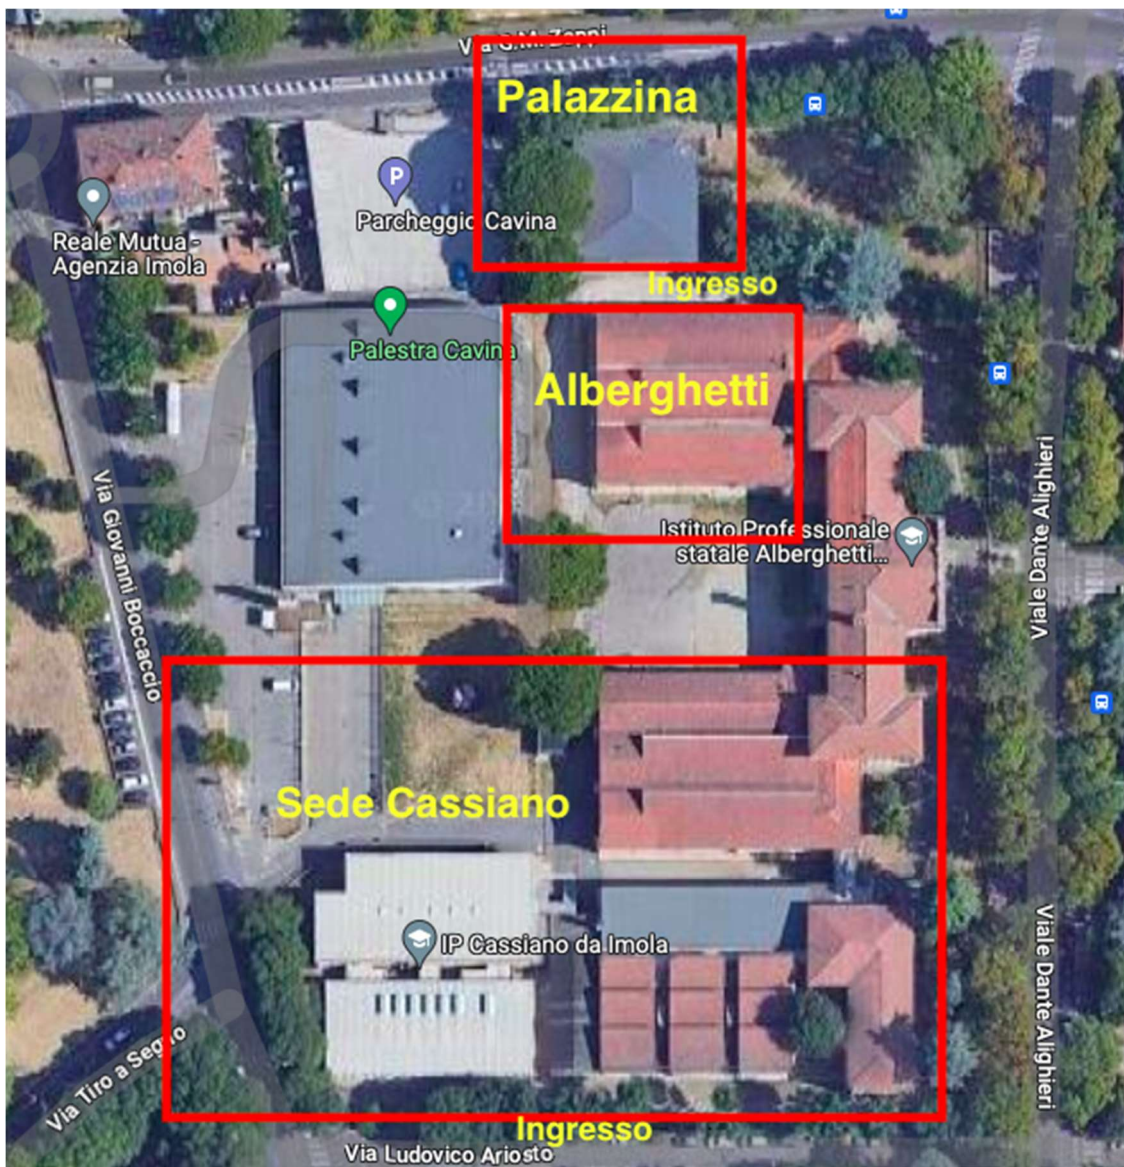 Via G.M. Zoppi
Palazzina
P
Parcheggio Cavina
Reale Mutua -
Agenzia Imola
Ingresso
Palestra Cavina
Alberghetti
Istituto Professionale
statale Alberghetti...
Viale Dante Alighieri
Via Giovanni Boccaccio
Sede Cassiano
IP Cassiano da Imola
Viale Dante Alighieri
Via Tiro a Segno
Ingresso
Via Ludovico Ariosto